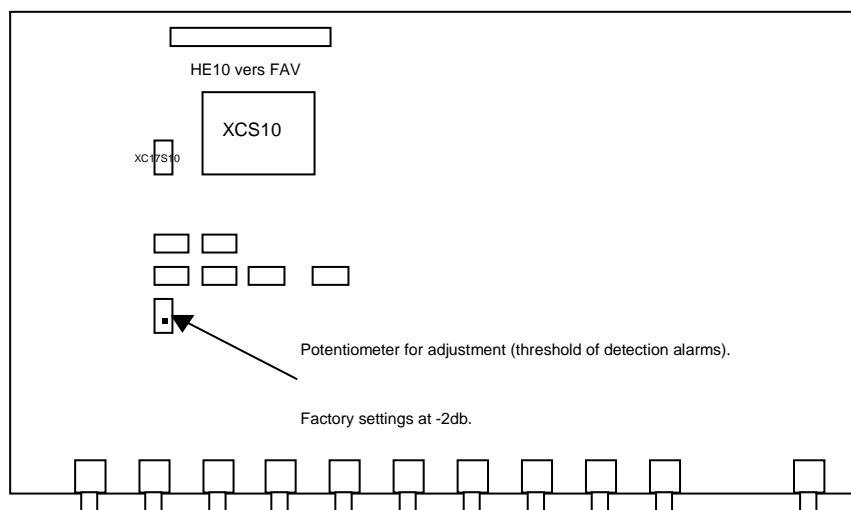 HE10 vers FAV
XCS10
XC17S10
Potentiometer for adjustment (threshold of detection alarms).
Factory settings at -2db.